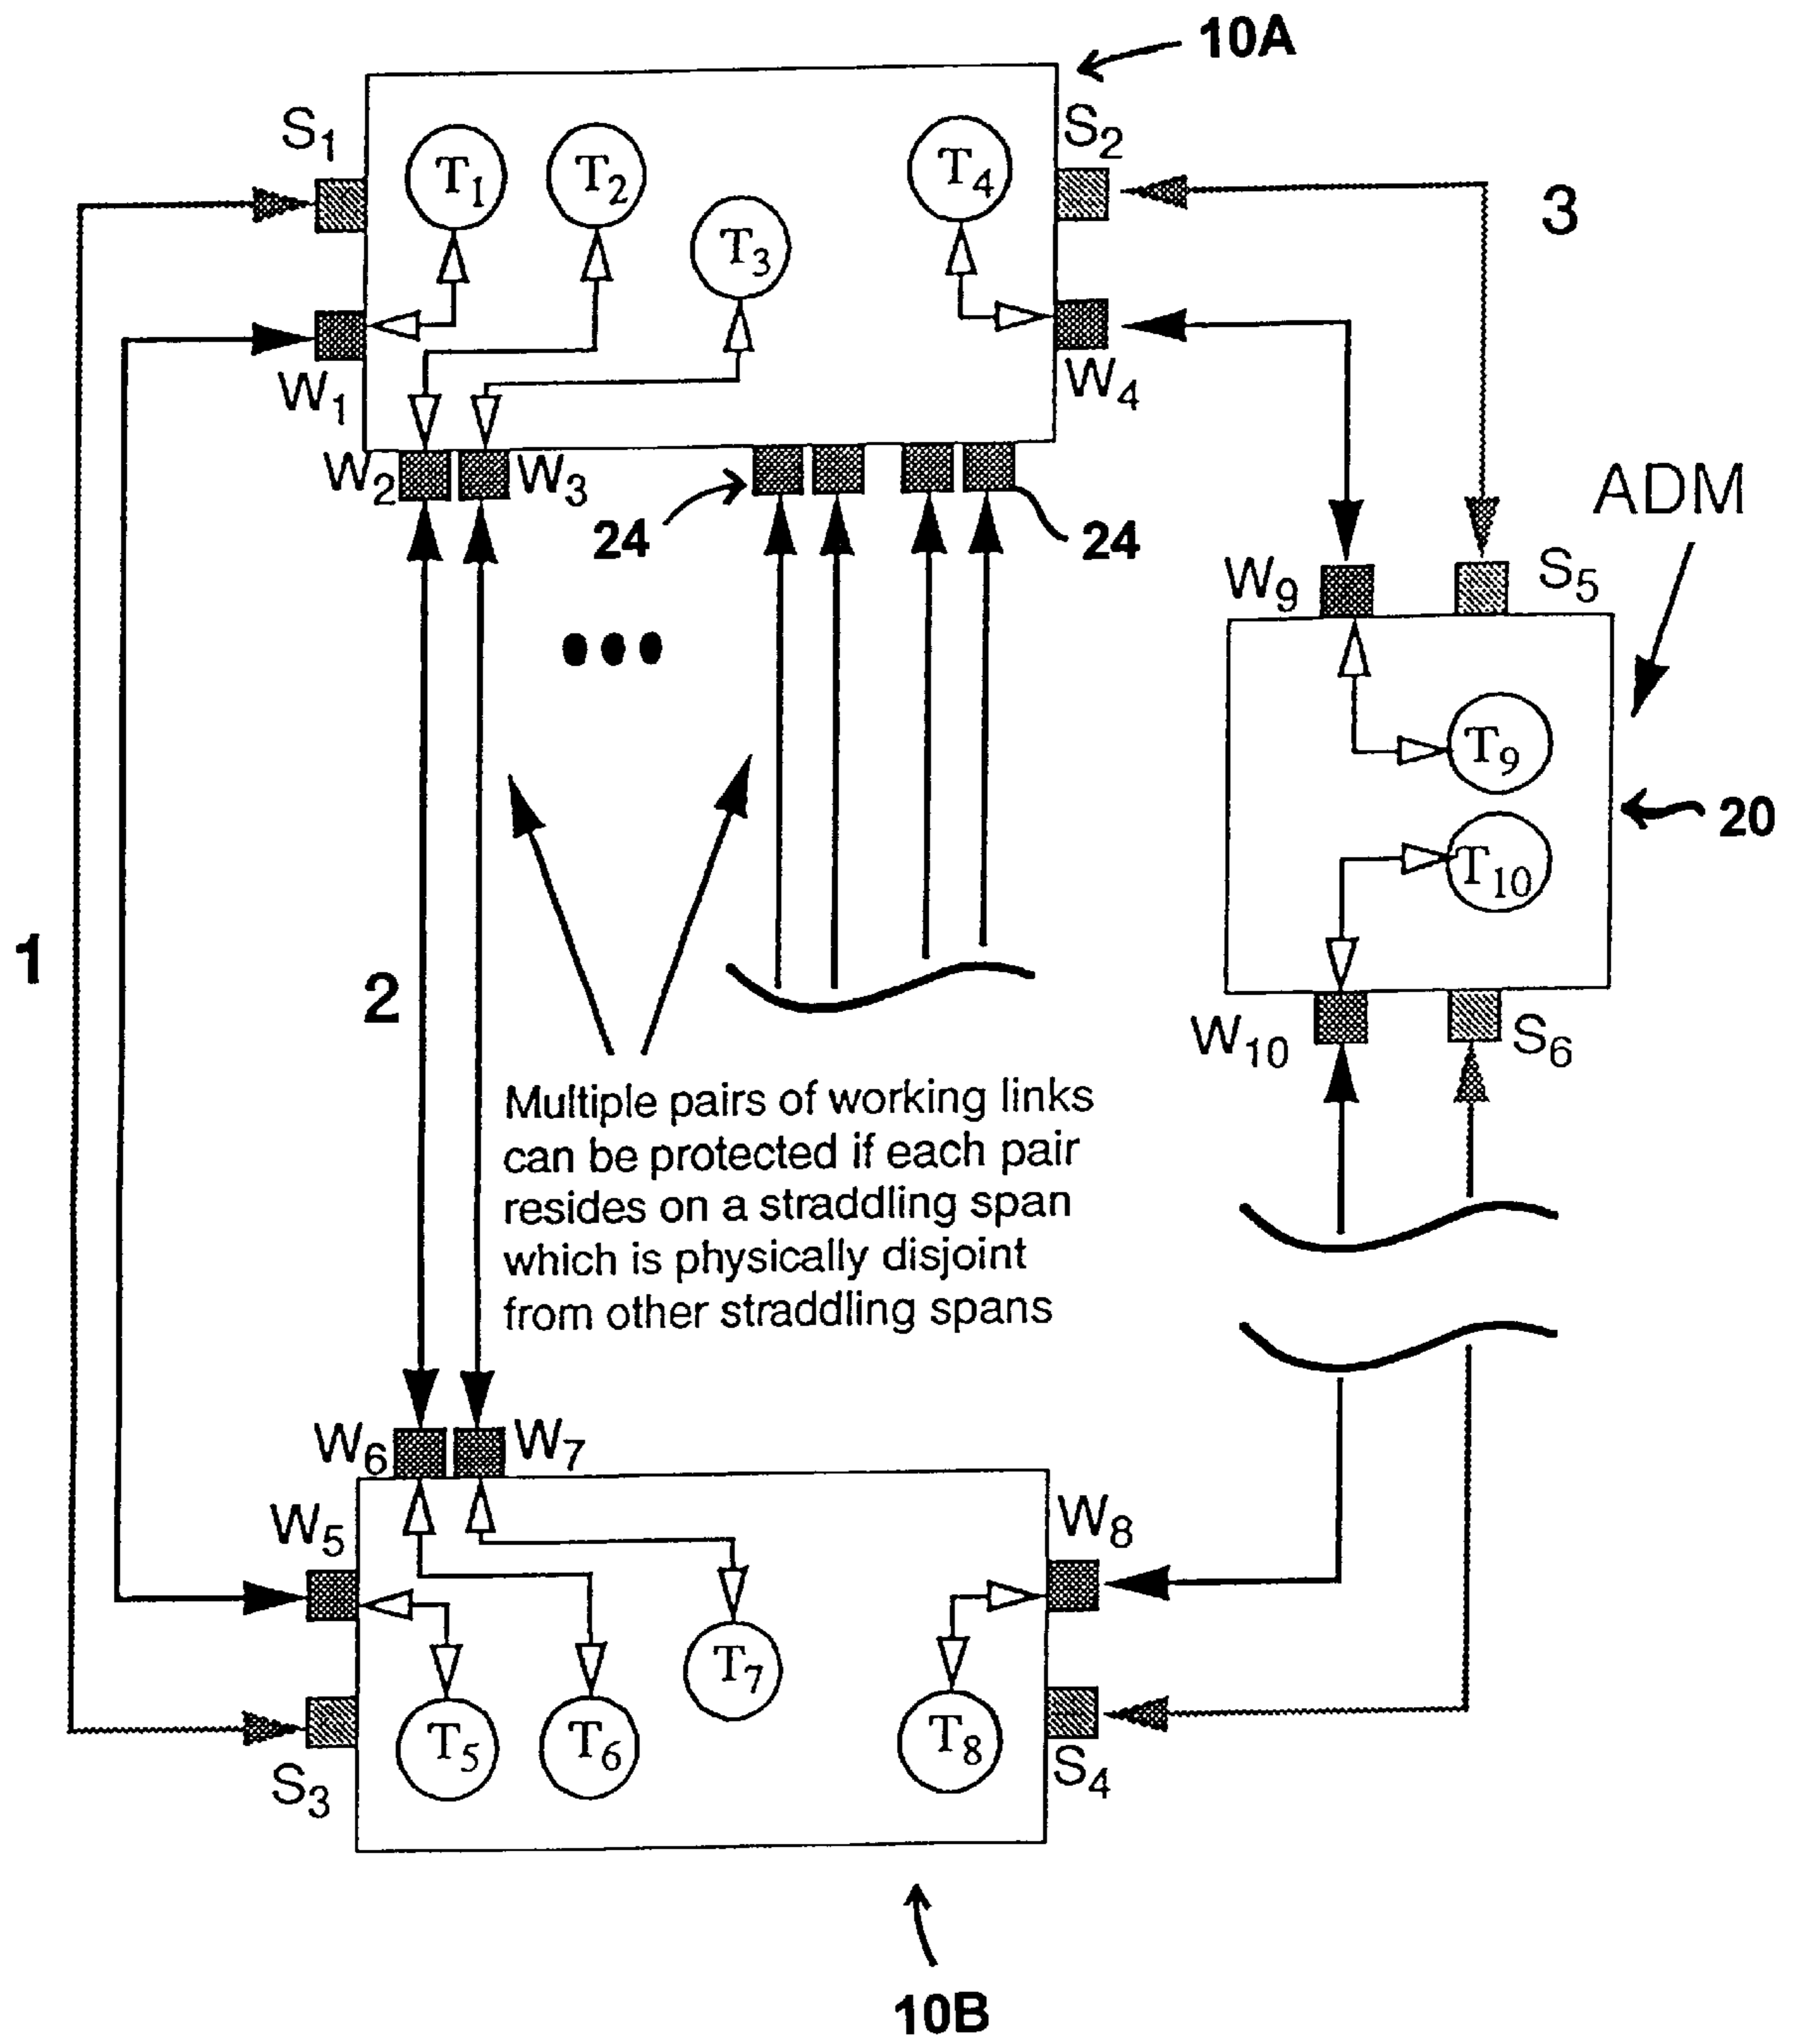 10A
S1
S2
T1
T2
T4
3
T3
W1
W4
W2
W3
24
24
ADM
W9
S5
T9
20
T10
1
2
W10
S6
Multiple pairs of working links
can be protected if each pair
resides on a straddling span
which is physically disjoint
from other straddling spans
W6
W7
W5
W8
T7
T5
T6
T8
S3
S4
10B